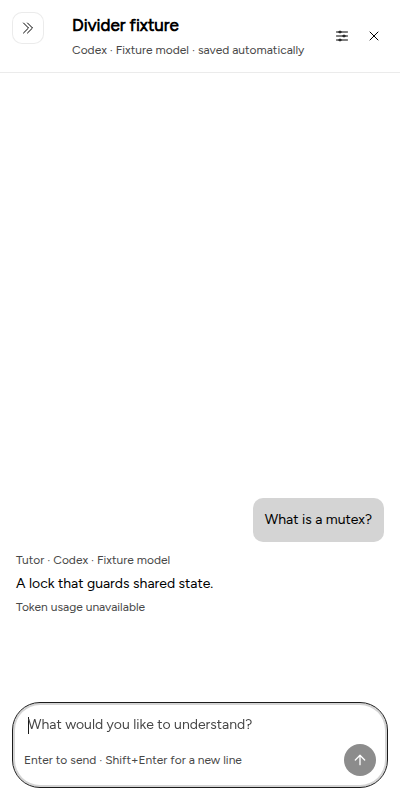 Divider fixture
Codex · Fixture model · saved automatically
What is a mutex?
Tutor · Codex · Fixture model
A lock that guards shared state.
Token usage unavailable
What would you like to understand?
Enter to send · Shift+Enter for a new line